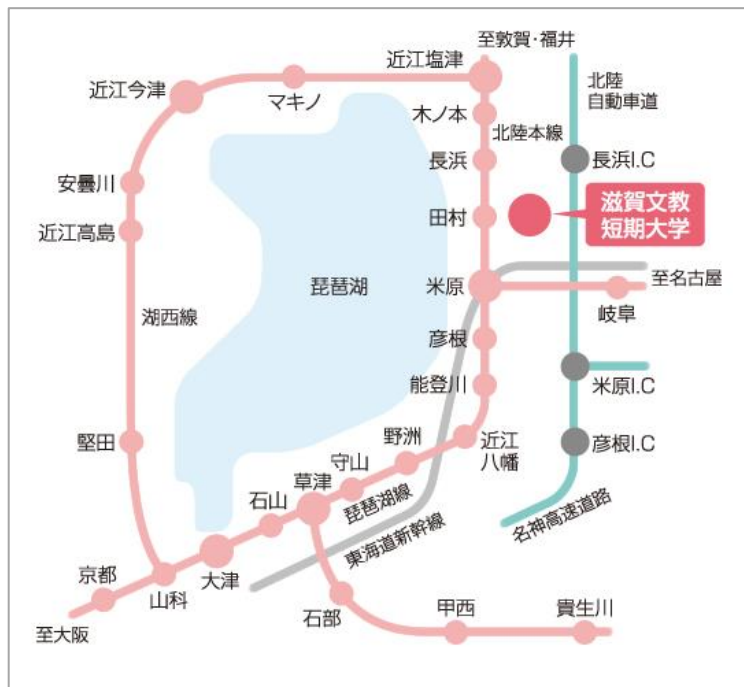 至敦賀・福井
近江塩津
北陸
自動車道
近江今津
マキノ
木ノ本
北陸本線
長浜
長浜I.C
安曇川
滋賀文教
短期大学
田村
近江高島
琵琶湖
米原
至名古屋
岐阜
湖西線
彦根
能登川
米原I.C
堅田
野洲
近江
八幡
彦根I.C
守山
草津
琵琶湖線
石山
名神高速道路
東海道新幹線
京都
大津
山科
石部
甲西
貴生川
至大阪